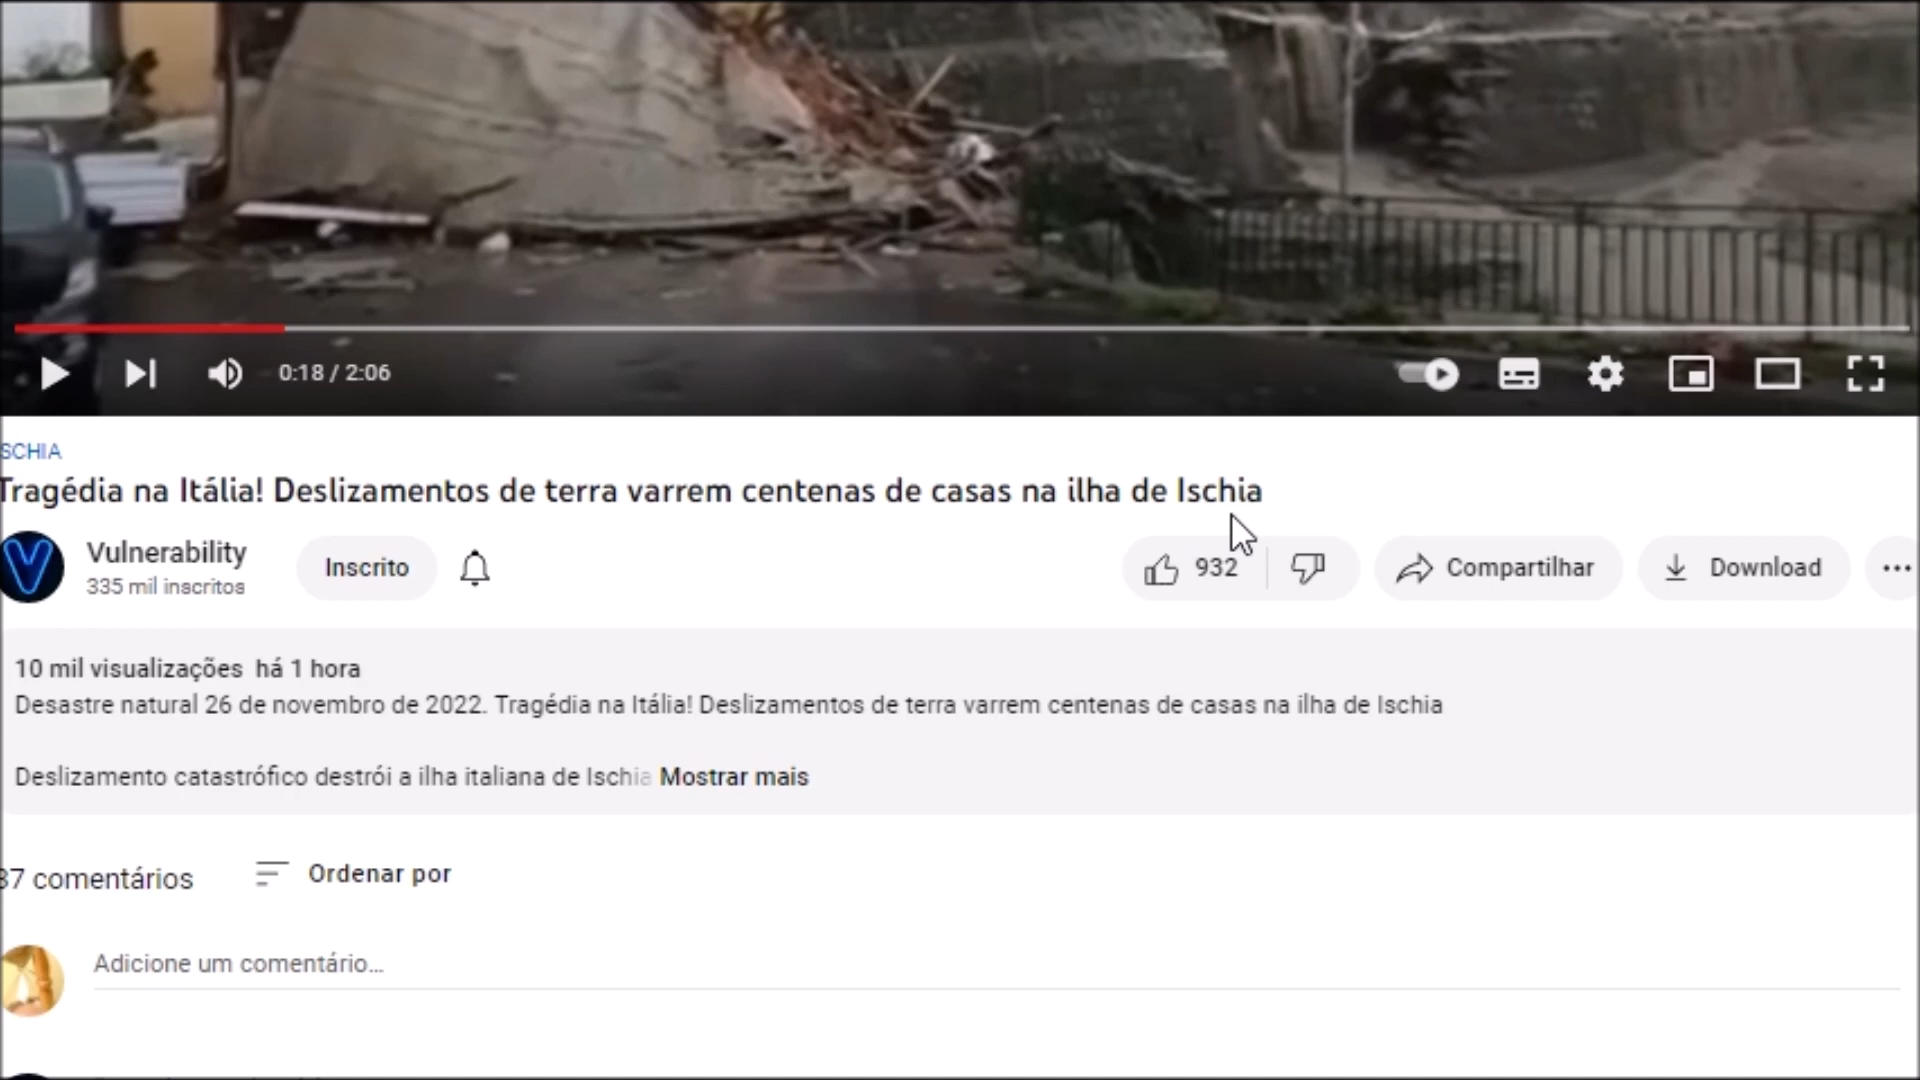 0:18 / 2:06
SCHIA
Tragédia na Itália! Deslizamentos de terra varrem centenas de casas na ilha de Ischia
Vulnerability
335 mil inscritos
Inscrito
932
Compartilhar
Download
10 mil visualizações há 1 hora
Desastre natural 26 de novembro de 2022. Tragédia na Itália! Deslizamentos de terra varrem centenas de casas na ilha de Ischia
Deslizamento catastrófico destrói a ilha italiana de Ischia Mostrar mais
37 comentários
Ordenar por
Adicione um comentário...